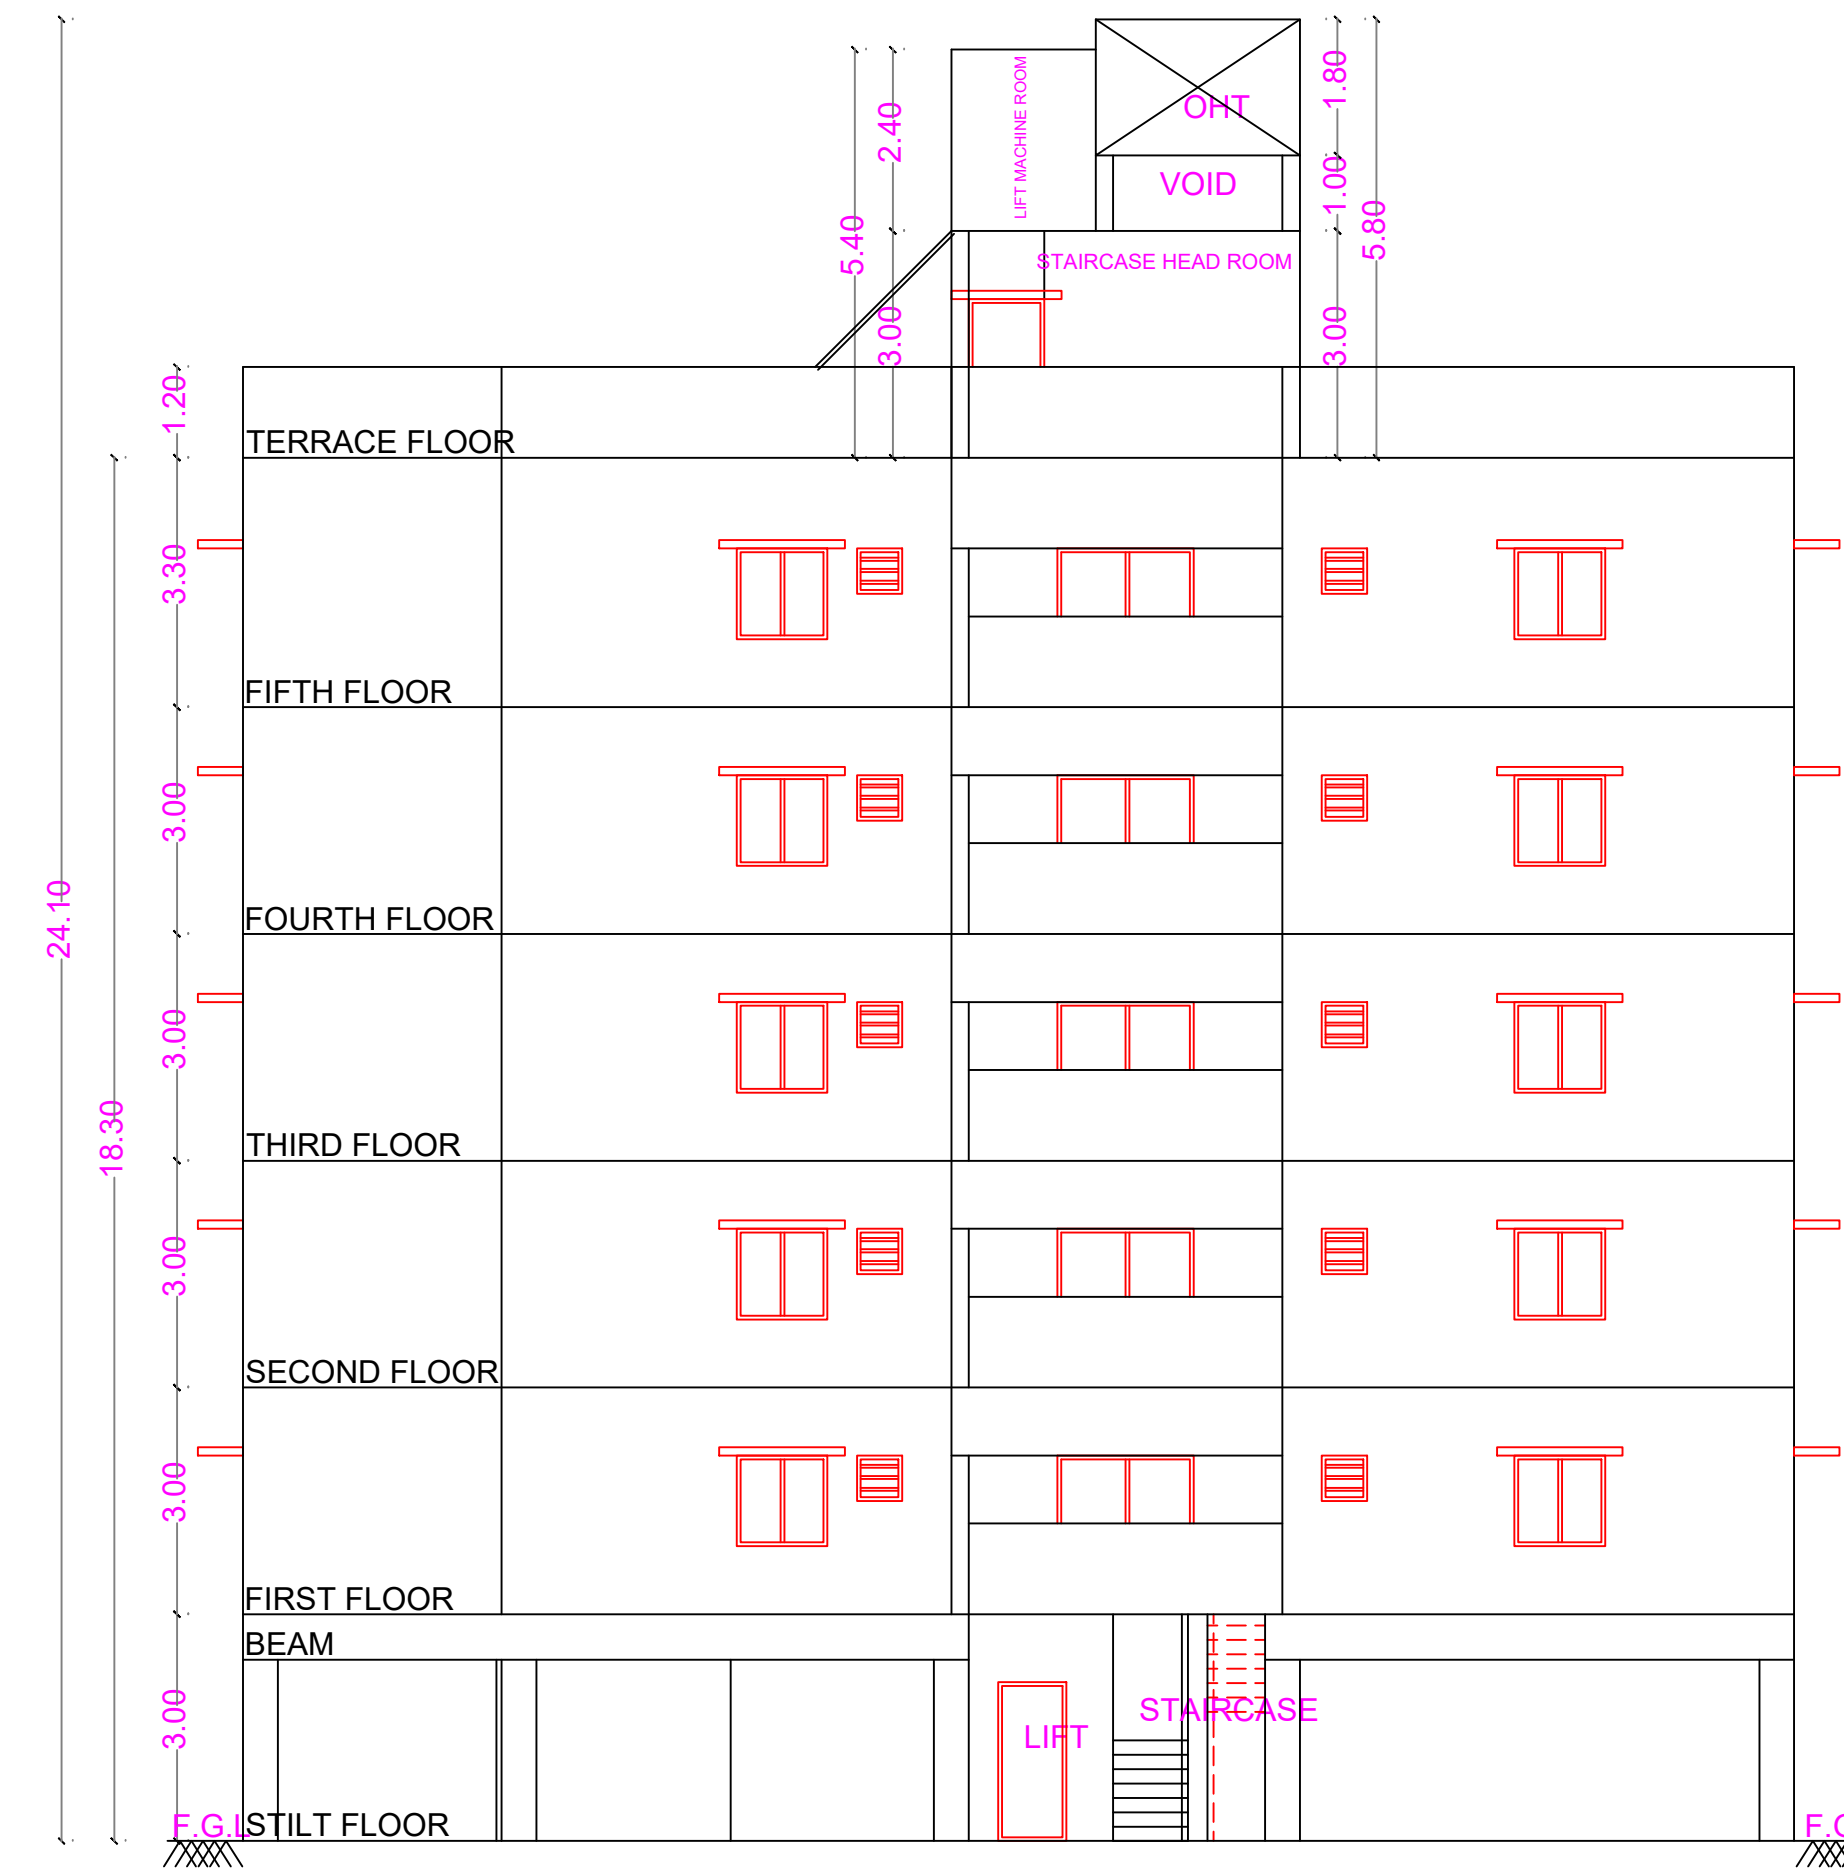 1.80
OHT
2.40
LIFT MACHINE ROOM
1.00
VOID
5.40
5.80
STAIRCASE HEAD ROOM
3.00
3.00
1.20
TERRACE FLOOR
3.30
FIFTH FLOOR
3.00
24.10
FOURTH FLOOR
3.00
18.30
THIRD FLOOR
3.00
SECOND FLOOR
3.00
FIRST FLOOR
BEAM
3.00
STAIRCASE
LIFT
F.G.L
STILT FLOOR